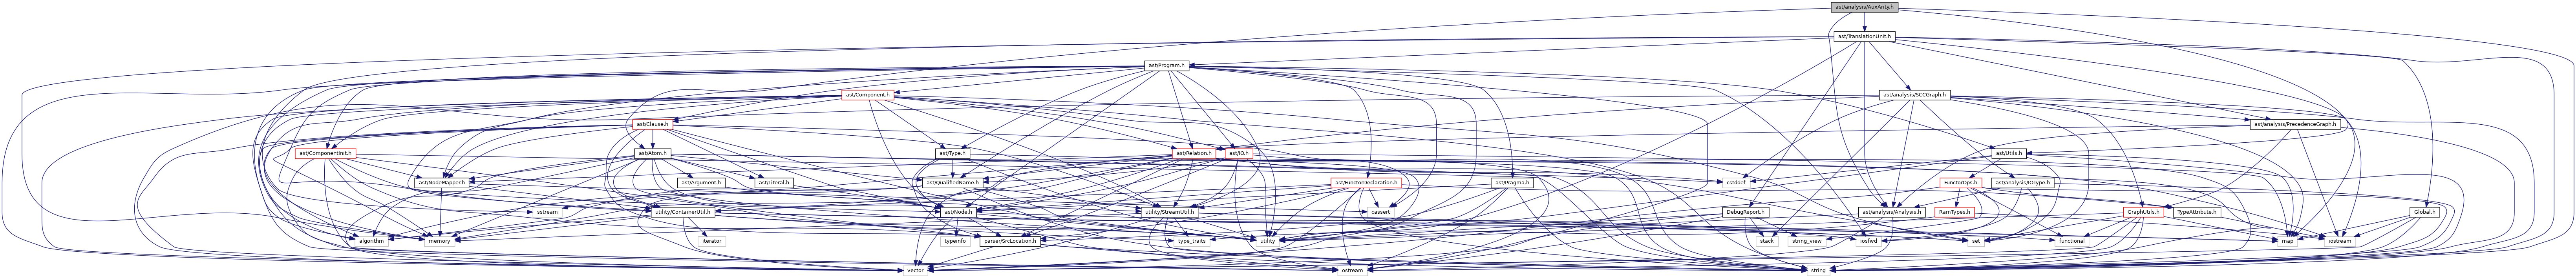 ast/analysis/AuxArity.h
ast/TranslationUnit.h
ast/Program.h
ast/Component.h
ast/analysis/SCCGraph.h
ast/Clause.h
ast/analysis/PrecedenceGraph.h
ast/ComponentInit.h
ast/Atom.h
ast/Type.h
ast/Relation.h
ast/IO.h
ast/Utils.h
ast/NodeMapper.h
ast/Argument.h
ast/Literal.h
ast/QualifiedName.h
cstddef
ast/FunctorDeclaration.h
ast/Pragma.h
FunctorOps.h
ast/analysis/IOType.h
sstream
utility/ContainerUtil.h
ast/Node.h
utility/StreamUtil.h
cassert
DebugReport.h
ast/analysis/Analysis.h
RamTypes.h
GraphUtils.h
TypeAttribute.h
Global.h
algorithm
memory
iterator
typeinfo
parser/SrcLocation.h
type_traits
utility
stack
string_view
iosfwd
set
functional
map
iostream
vector
ostream
string